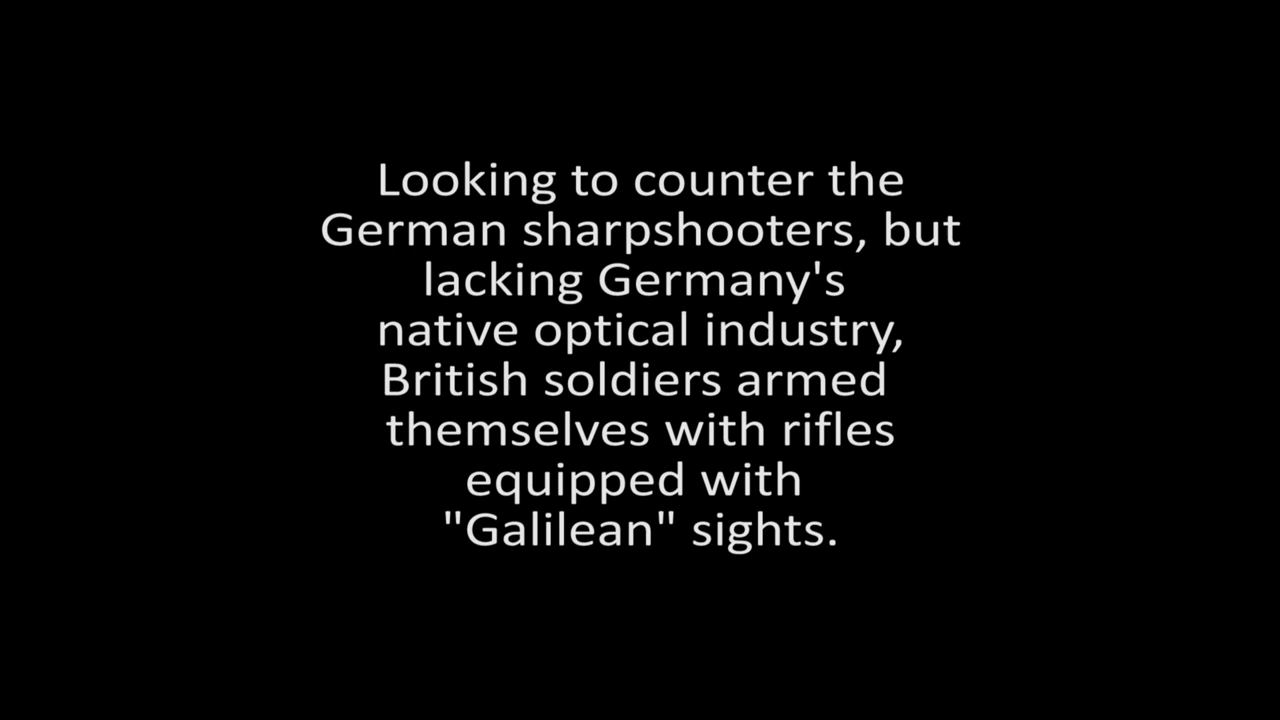 Looking to counter the
German sharpshooters, but
lacking Germany's
native optical industry,
British soldiers armed
themselves with rifles
equipped with
"Galilean" sights.